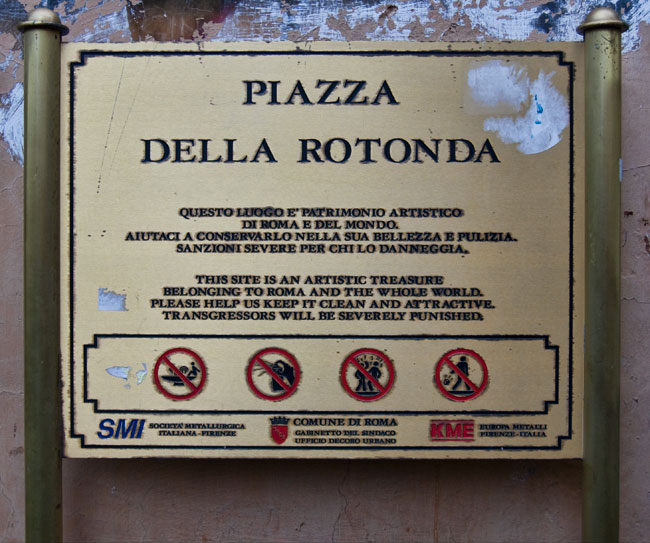 PIAZZA
DELLA ROTONDA
QUESTO LUOGO E' PATRIMONIO ARTISTICO
DI ROMA E DEL MONDO.
AIUTACI A CONSERVARLO NELLA SUA BELLEZZA E PULIZIA.
SANZIONI SEVERE PER CHI LO DANNEGGIA.
THIS SITE IS AN ARTISTIC TREASURE
BELONGING TO ROMA AND THE WHOLE WORLD.
PLEASE HELP US KEEP IT CLEAN AND ATTRACTIVE.
TRANSGRESSORS WILL BE SEVERELY PUNISHED.
SMI SOCIETA' METALLURGICA
ITALIANA-FIRENZE
COMUNE DI ROMA
GABINETTO DEL SINDACO
UFFICIO DECORO URBANO
KME EUROPA METALLI
FIRENZE-ITALIA